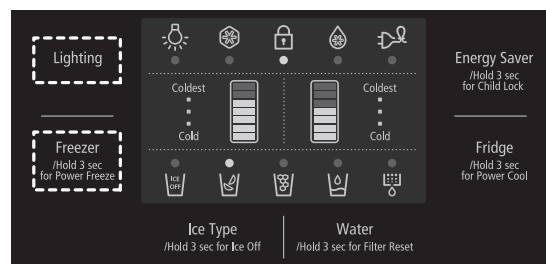 Lighting
Freezer
/Hold 3 sec
for Power Freeze
Coldest
Cold
Coldest
Cold
ICE
OFF
Energy Saver
/Hold 3 sec
for Child Lock
Fridge
/Hold 3 sec
for Power Cool
Ice Type
/Hold 3 sec for Ice Off
Water
/Hold 3 sec for Filter Reset